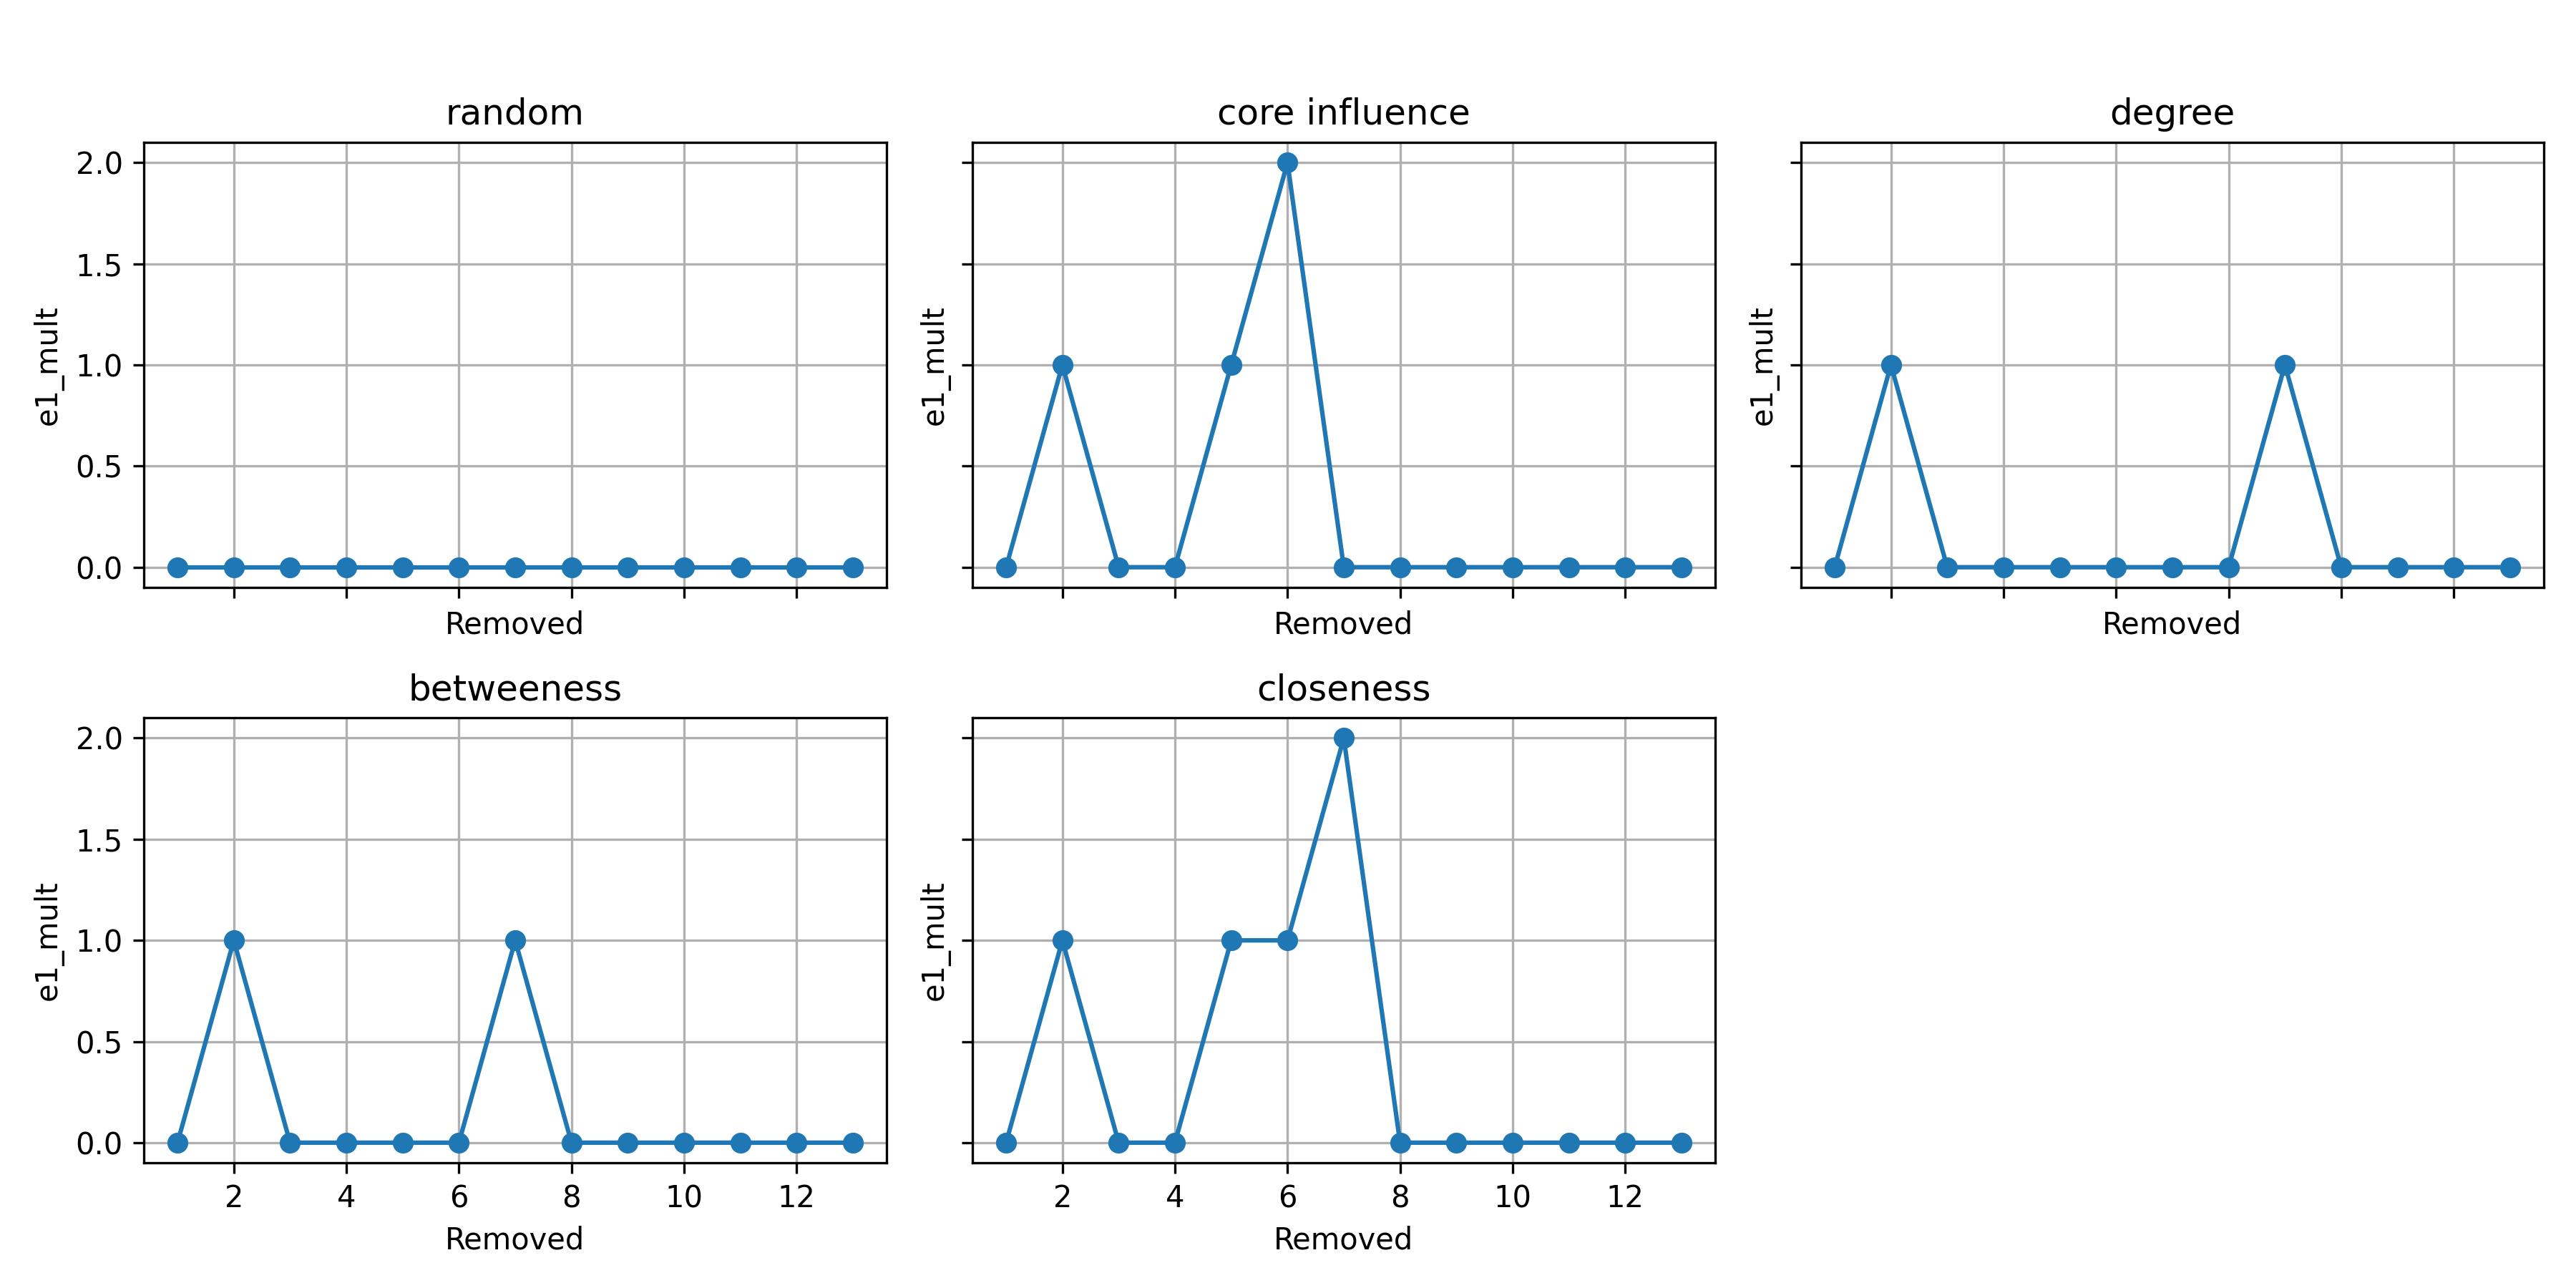 random
core influence
degree
2.0
1.5
1.0
0.5
0.0
e1_mult
e1_mult
e1_mult
Removed
Removed
Removed
betweeness
closeness
2.0
1.5
1.0
0.5
0.0
e1_mult
e1_mult
2 4 6 8 10 12
2 4 6 8 10 12
Removed
Removed